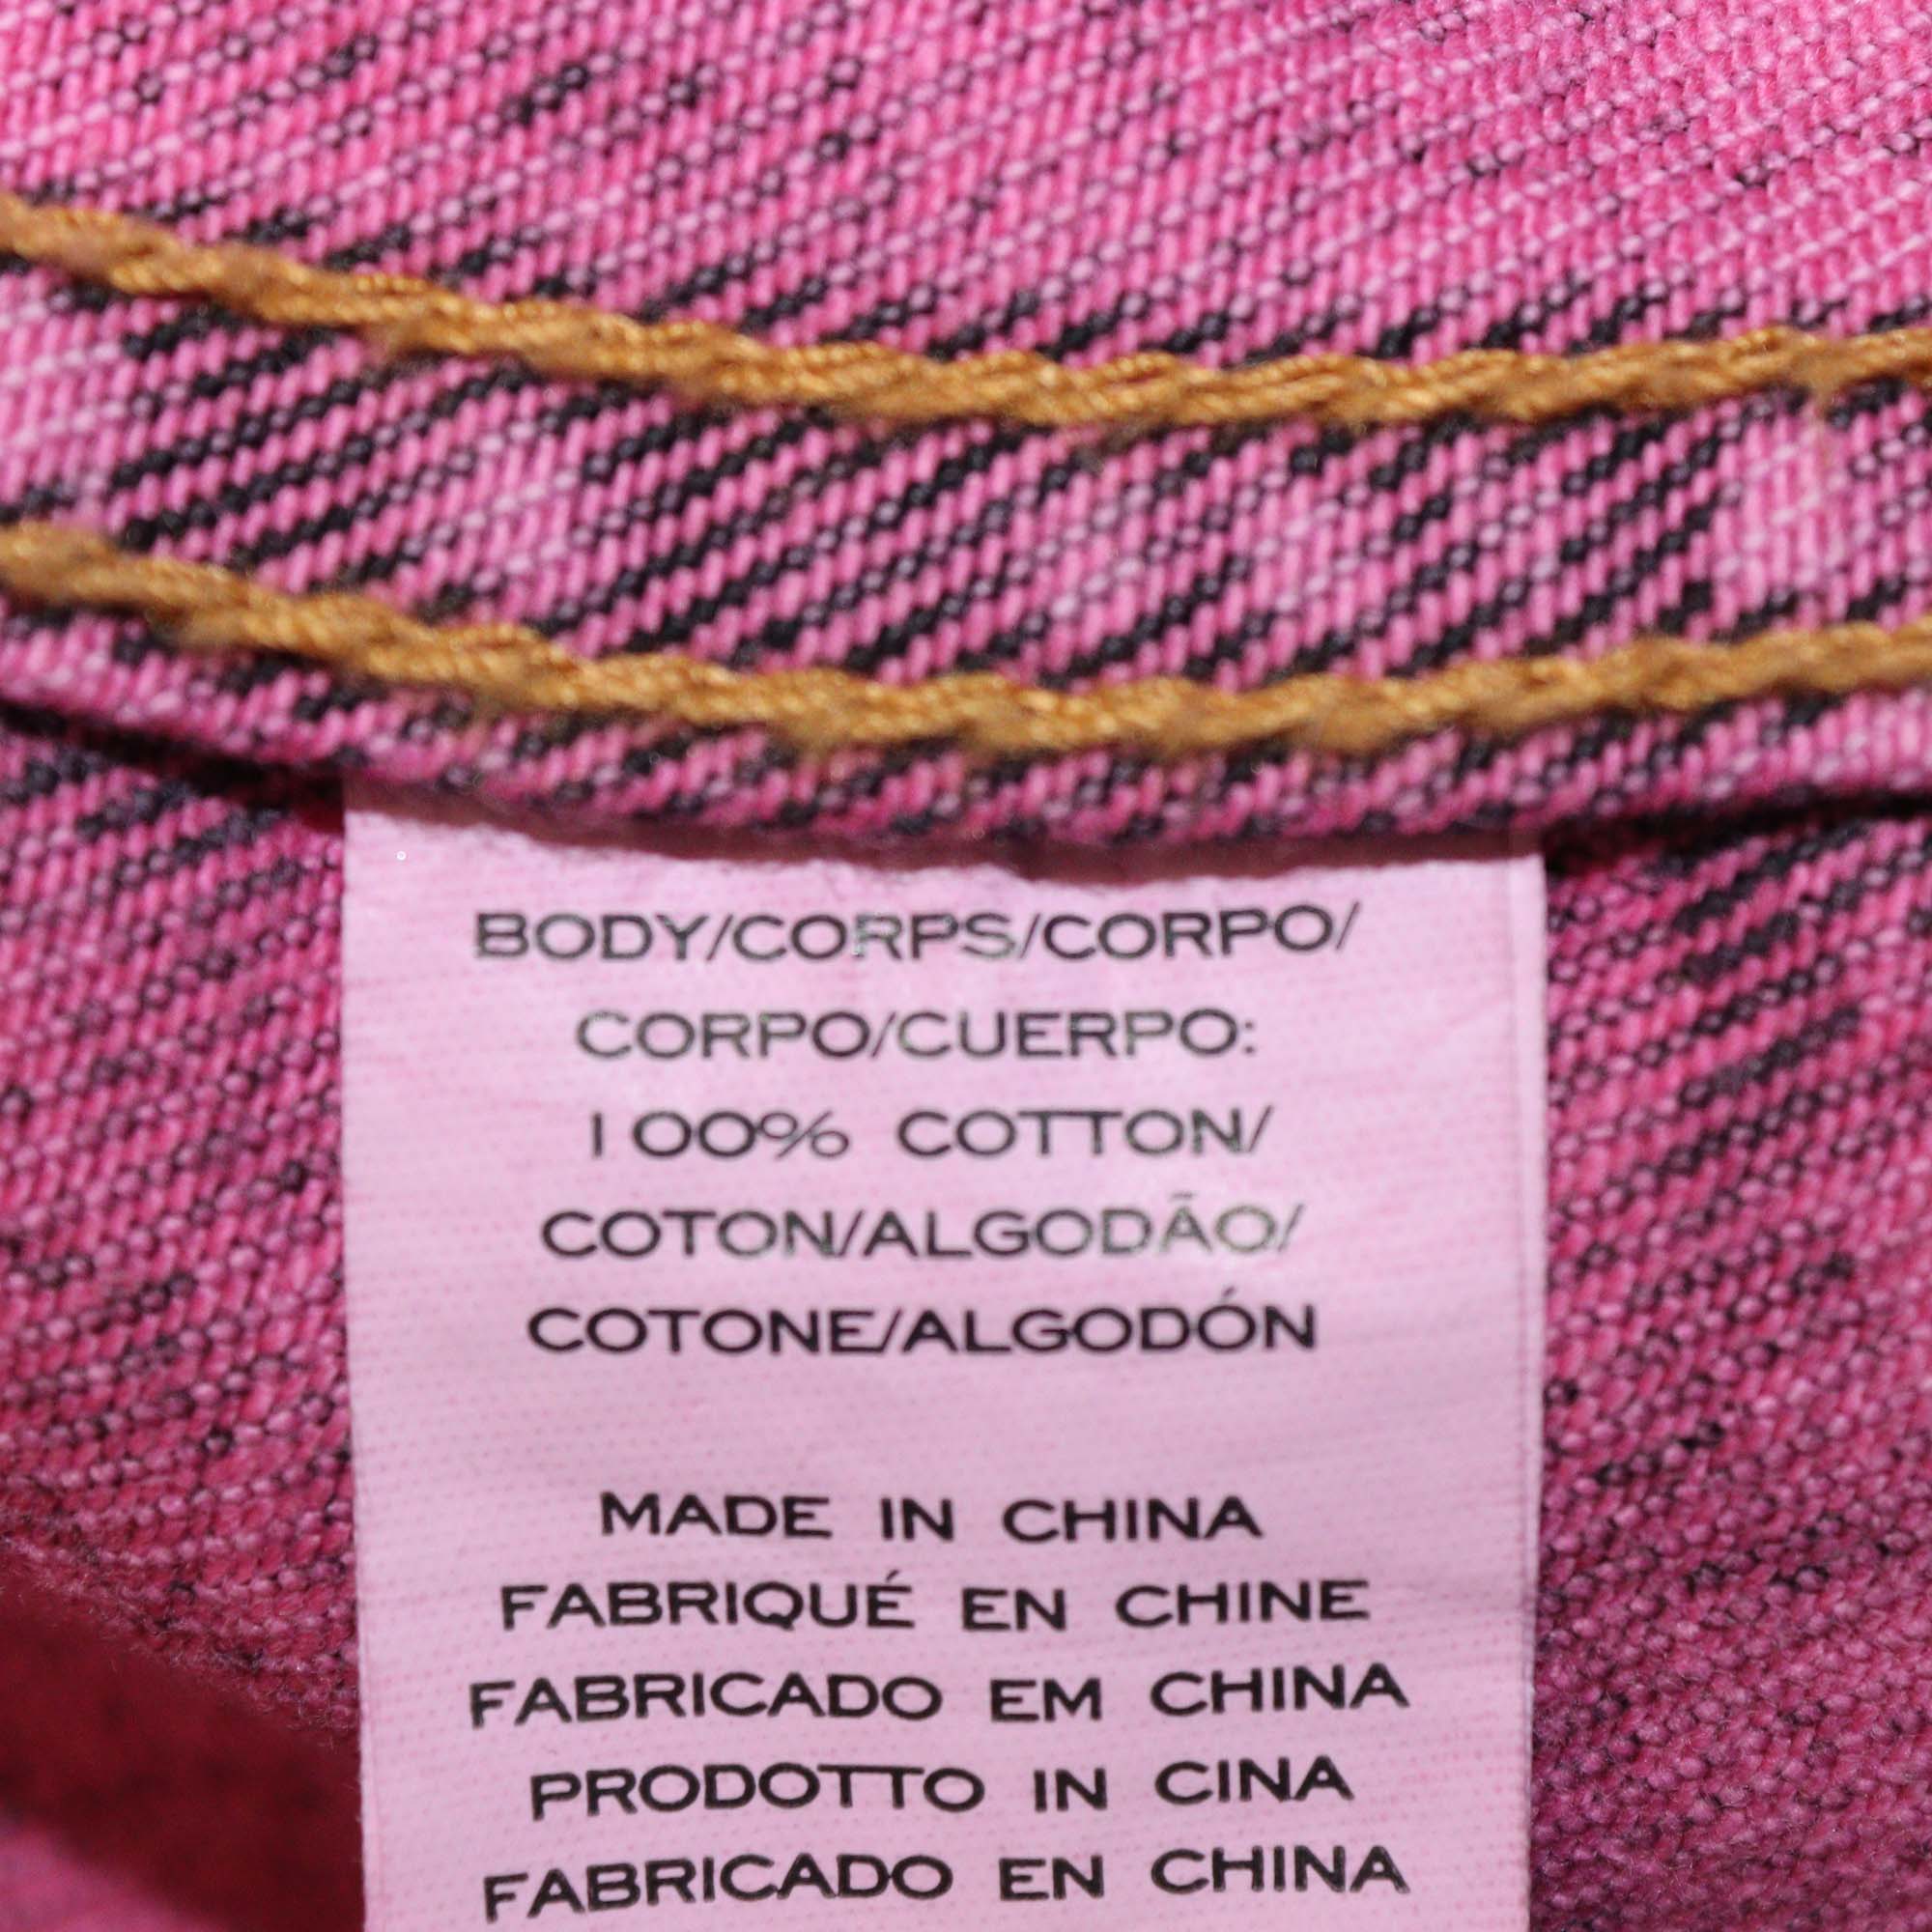 BODY/CORPS/CORPO/
CORPO/CUERPO:
100% COTTON/
COTON/ALGODÃO/
COTONE/ALGODÓN
MADE IN CHINA
FABRIQUÉ EN CHINE
FABRICADO EM CHINA
PRODOTTO IN CINA
FABRICADO EN CHINA